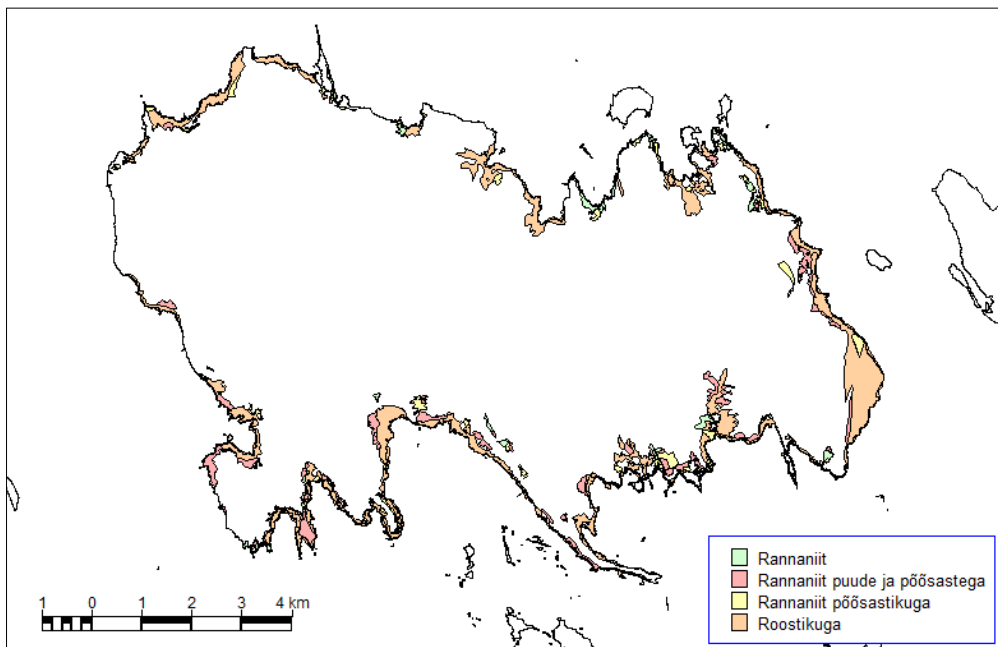 Rannaniit
Rannaniit puude ja põõsastega
Rannaniit põõsastikuga
Roostikuga
1 0 1 2 3 4 km